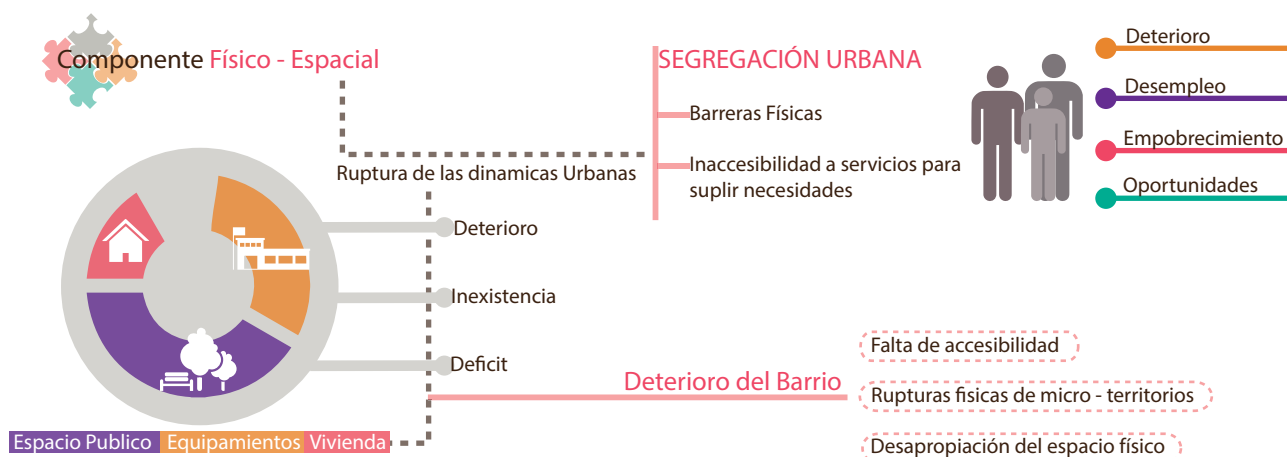 Componente Físico - Espacial
SEGREGACIÓN URBANA
Barreras Físicas
Inaccesibilidad a servicios para
suplir necesidades
Deterioro
Desempleo
Empobrecimiento
Oportunidades
Ruptura de las dinamicas Urbanas
Deterioro
Inexistencia
Deficit
Deterioro del Barrio
Falta de accesibilidad
Rupturas fisicas de micro - territorios
Desapropiación del espacio físico
Espacio Publico Equipamientos Vivienda